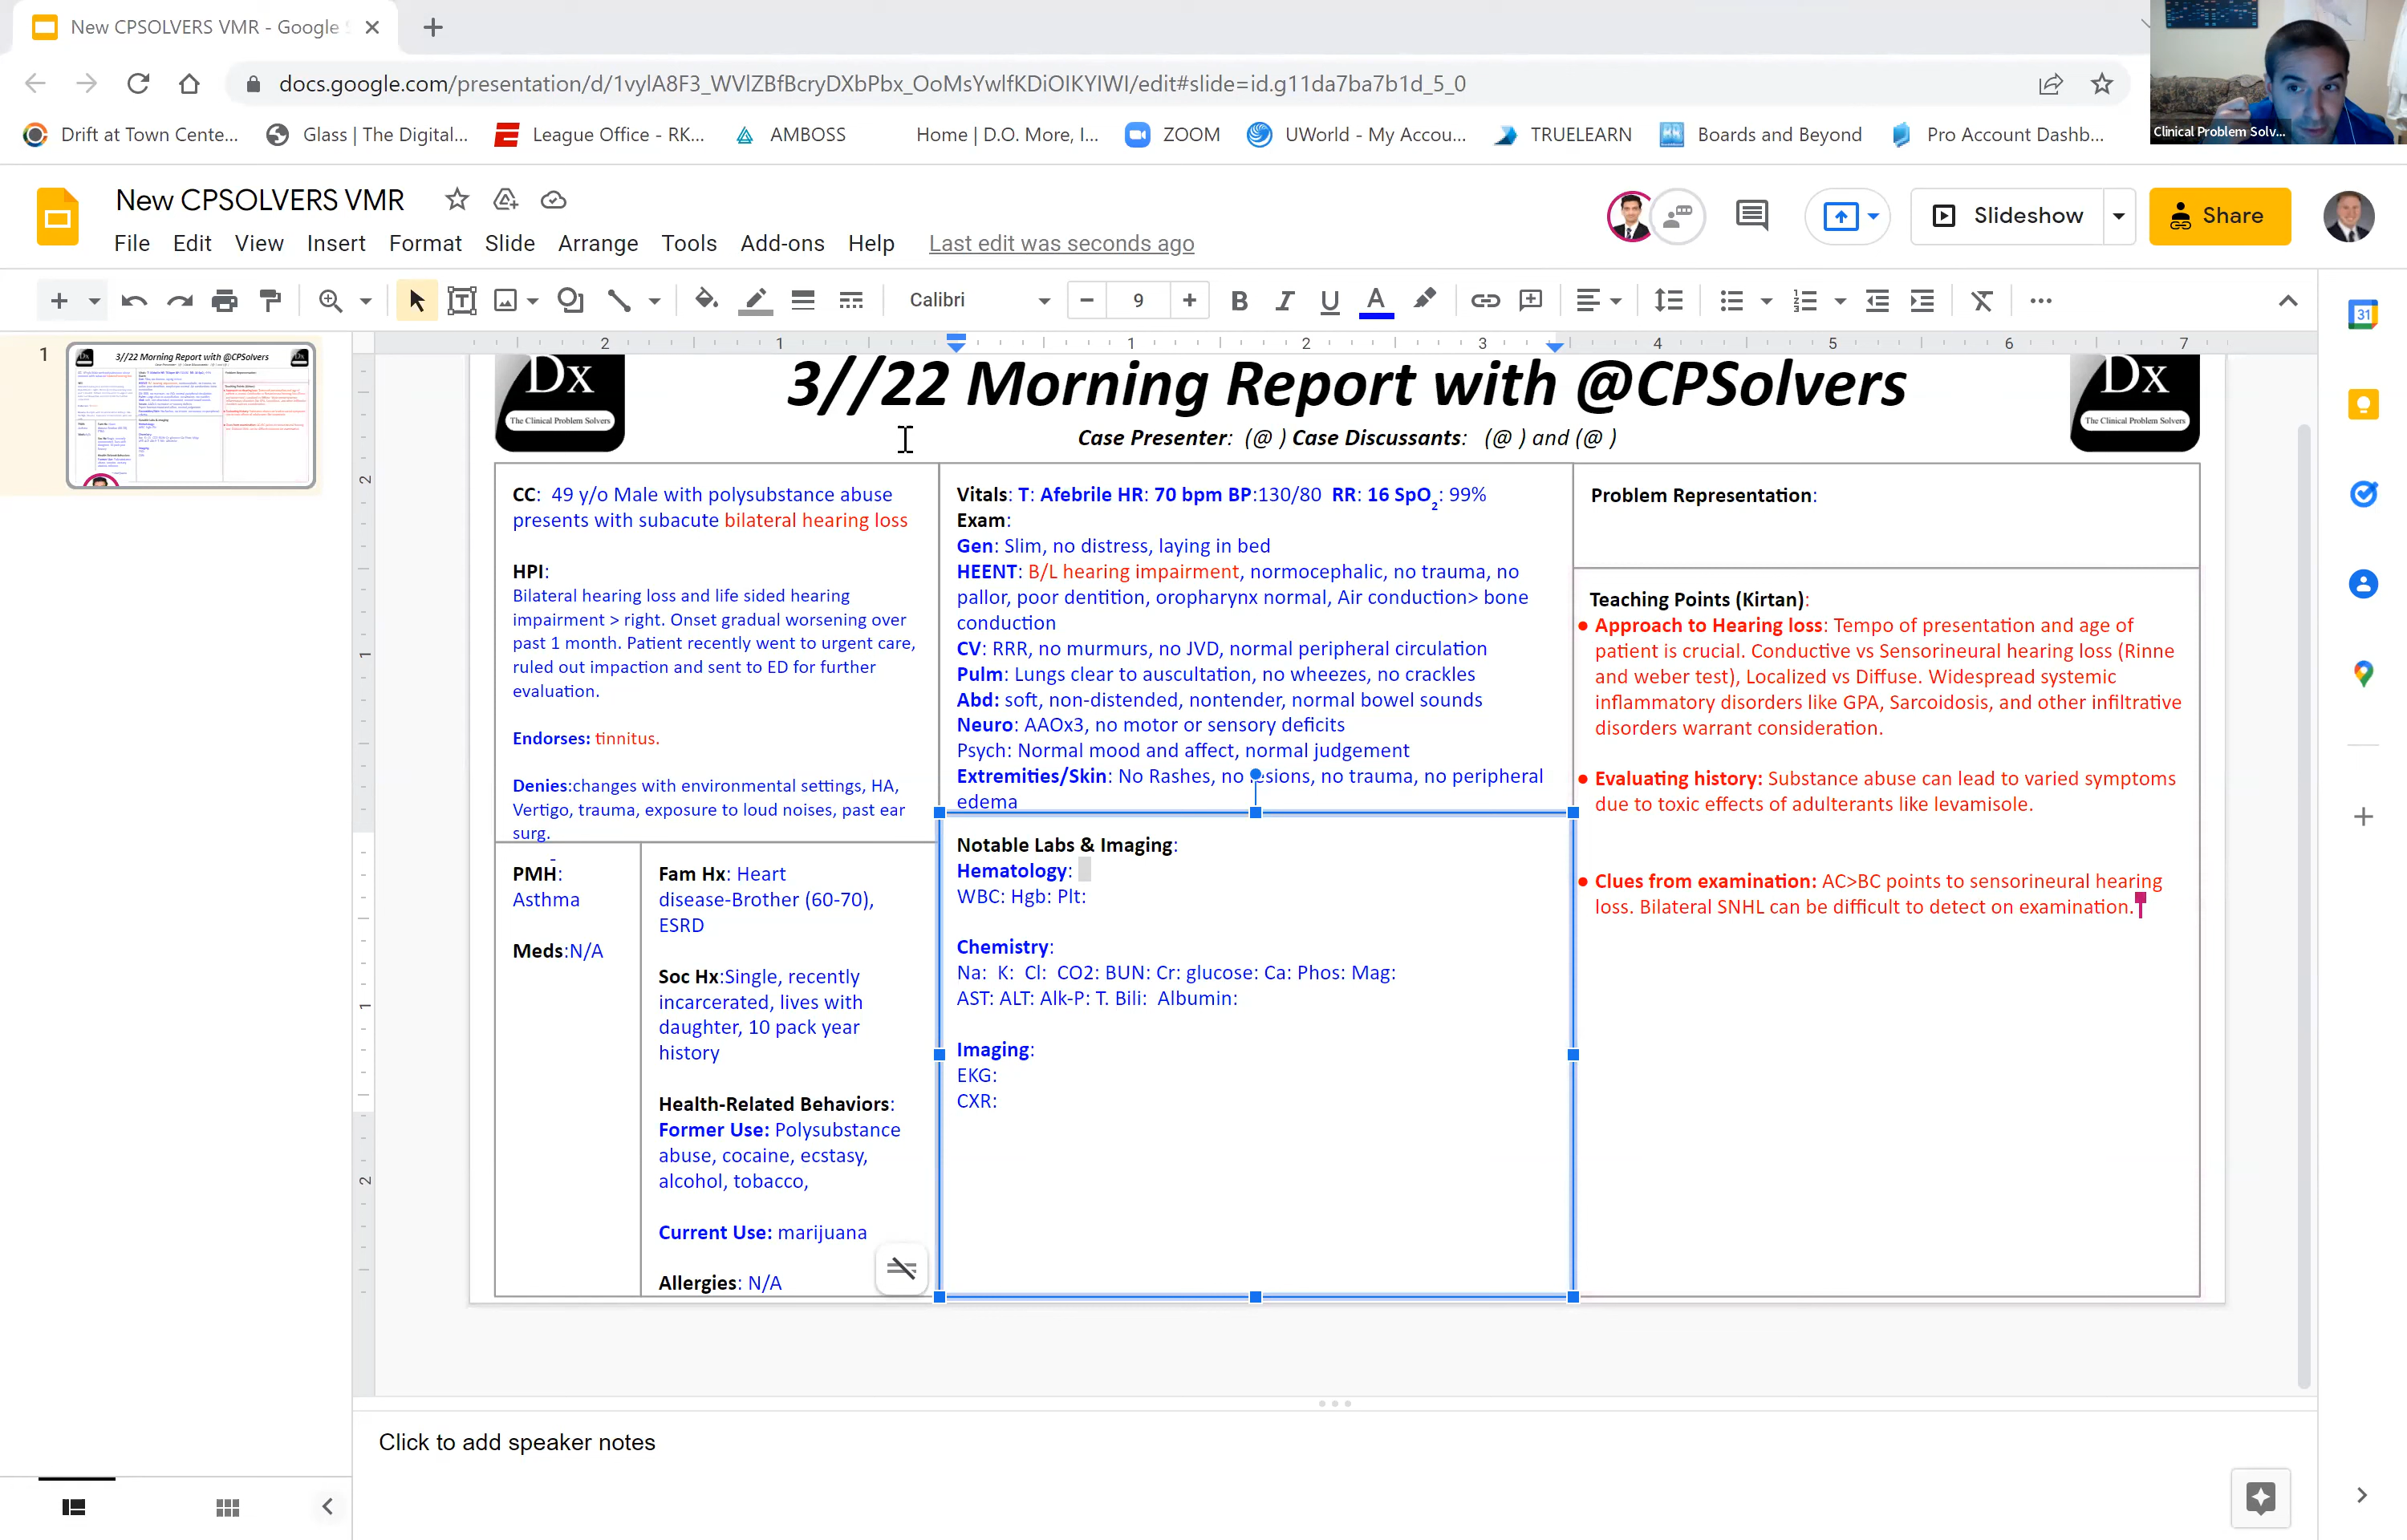 New CPSOLVERS VMR - Google
docs.google.com/presentation/d/1vylA8F3_WVlZBfBcryDXbPbx_OoMsYwlfKDiOIKYIWI/edit#slide=id.g11da7ba7b1d_5_0
Drift at Town Cente...
Glass | The Digital...
League Office - RK...
AMBOSS
Home | D.O. More, I...
ZOOM
UWorld - My Accou...
TRUELEARN
Boards and Beyond
Pro Account Dashb...
Clinical Problem Solv...
New CPSOLVERS VMR
File Edit View Insert Format Slide Arrange Tools Add-ons Help Last edit was seconds ago
Slideshow
Share
Calibri
9
1
3//22 Morning Report with @CPSolvers
Dx
The Clinical Problem Solvers
3//22 Morning Report with @CPSolvers
Case Presenter: (@ ) Case Discussants: (@ ) and (@ )
Dx
The Clinical Problem Solvers
CC: 49 y/o Male with polysubstance abuse
presents with subacute bilateral hearing loss
HPI:
Bilateral hearing loss and life sided hearing
impairment > right. Onset gradual worsening over
past 1 month. Patient recently went to urgent care,
ruled out impaction and sent to ED for further
evaluation.
Endorses: tinnitus.
Denies:changes with environmental settings, HA,
Vertigo, trauma, exposure to loud noises, past ear
surg.
-
PMH:
Asthma
Meds:N/A
Fam Hx: Heart
disease-Brother (60-70),
ESRD
Soc Hx:Single, recently
incarcerated, lives with
daughter, 10 pack year
history
Health-Related Behaviors:
Former Use: Polysubstance
abuse, cocaine, ecstasy,
alcohol, tobacco,
Current Use: marijuana
Allergies: N/A
Vitals: T: Afebrile HR: 70 bpm BP:130/80 RR: 16 SpO2: 99%
Exam:
Gen: Slim, no distress, laying in bed
HEENT: B/L hearing impairment, normocephalic, no trauma, no
pallor, poor dentition, oropharynx normal, Air conduction> bone
conduction
CV: RRR, no murmurs, no JVD, normal peripheral circulation
Pulm: Lungs clear to auscultation, no wheezes, no crackles
Abd: soft, non-distended, nontender, normal bowel sounds
Neuro: AAOx3, no motor or sensory deficits
Psych: Normal mood and affect, normal judgement
Extremities/Skin: No Rashes, no lesions, no trauma, no peripheral
edema
Notable Labs & Imaging:
Hematology:
WBC: Hgb: Plt:
Chemistry:
Na: K: Cl: CO2: BUN: Cr: glucose: Ca: Phos: Mag:
AST: ALT: Alk-P: T. Bili: Albumin:
Imaging:
EKG:
CXR:
Problem Representation:
Teaching Points (Kirtan):
● Approach to Hearing loss: Tempo of presentation and age of
patient is crucial. Conductive vs Sensorineural hearing loss (Rinne
and weber test), Localized vs Diffuse. Widespread systemic
inflammatory disorders like GPA, Sarcoidosis, and other infiltrative
disorders warrant consideration.
● Evaluating history: Substance abuse can lead to varied symptoms
due to toxic effects of adulterants like levamisole.
● Clues from examination: AC>BC points to sensorineural hearing
loss. Bilateral SNHL can be difficult to detect on examination.
Click to add speaker notes